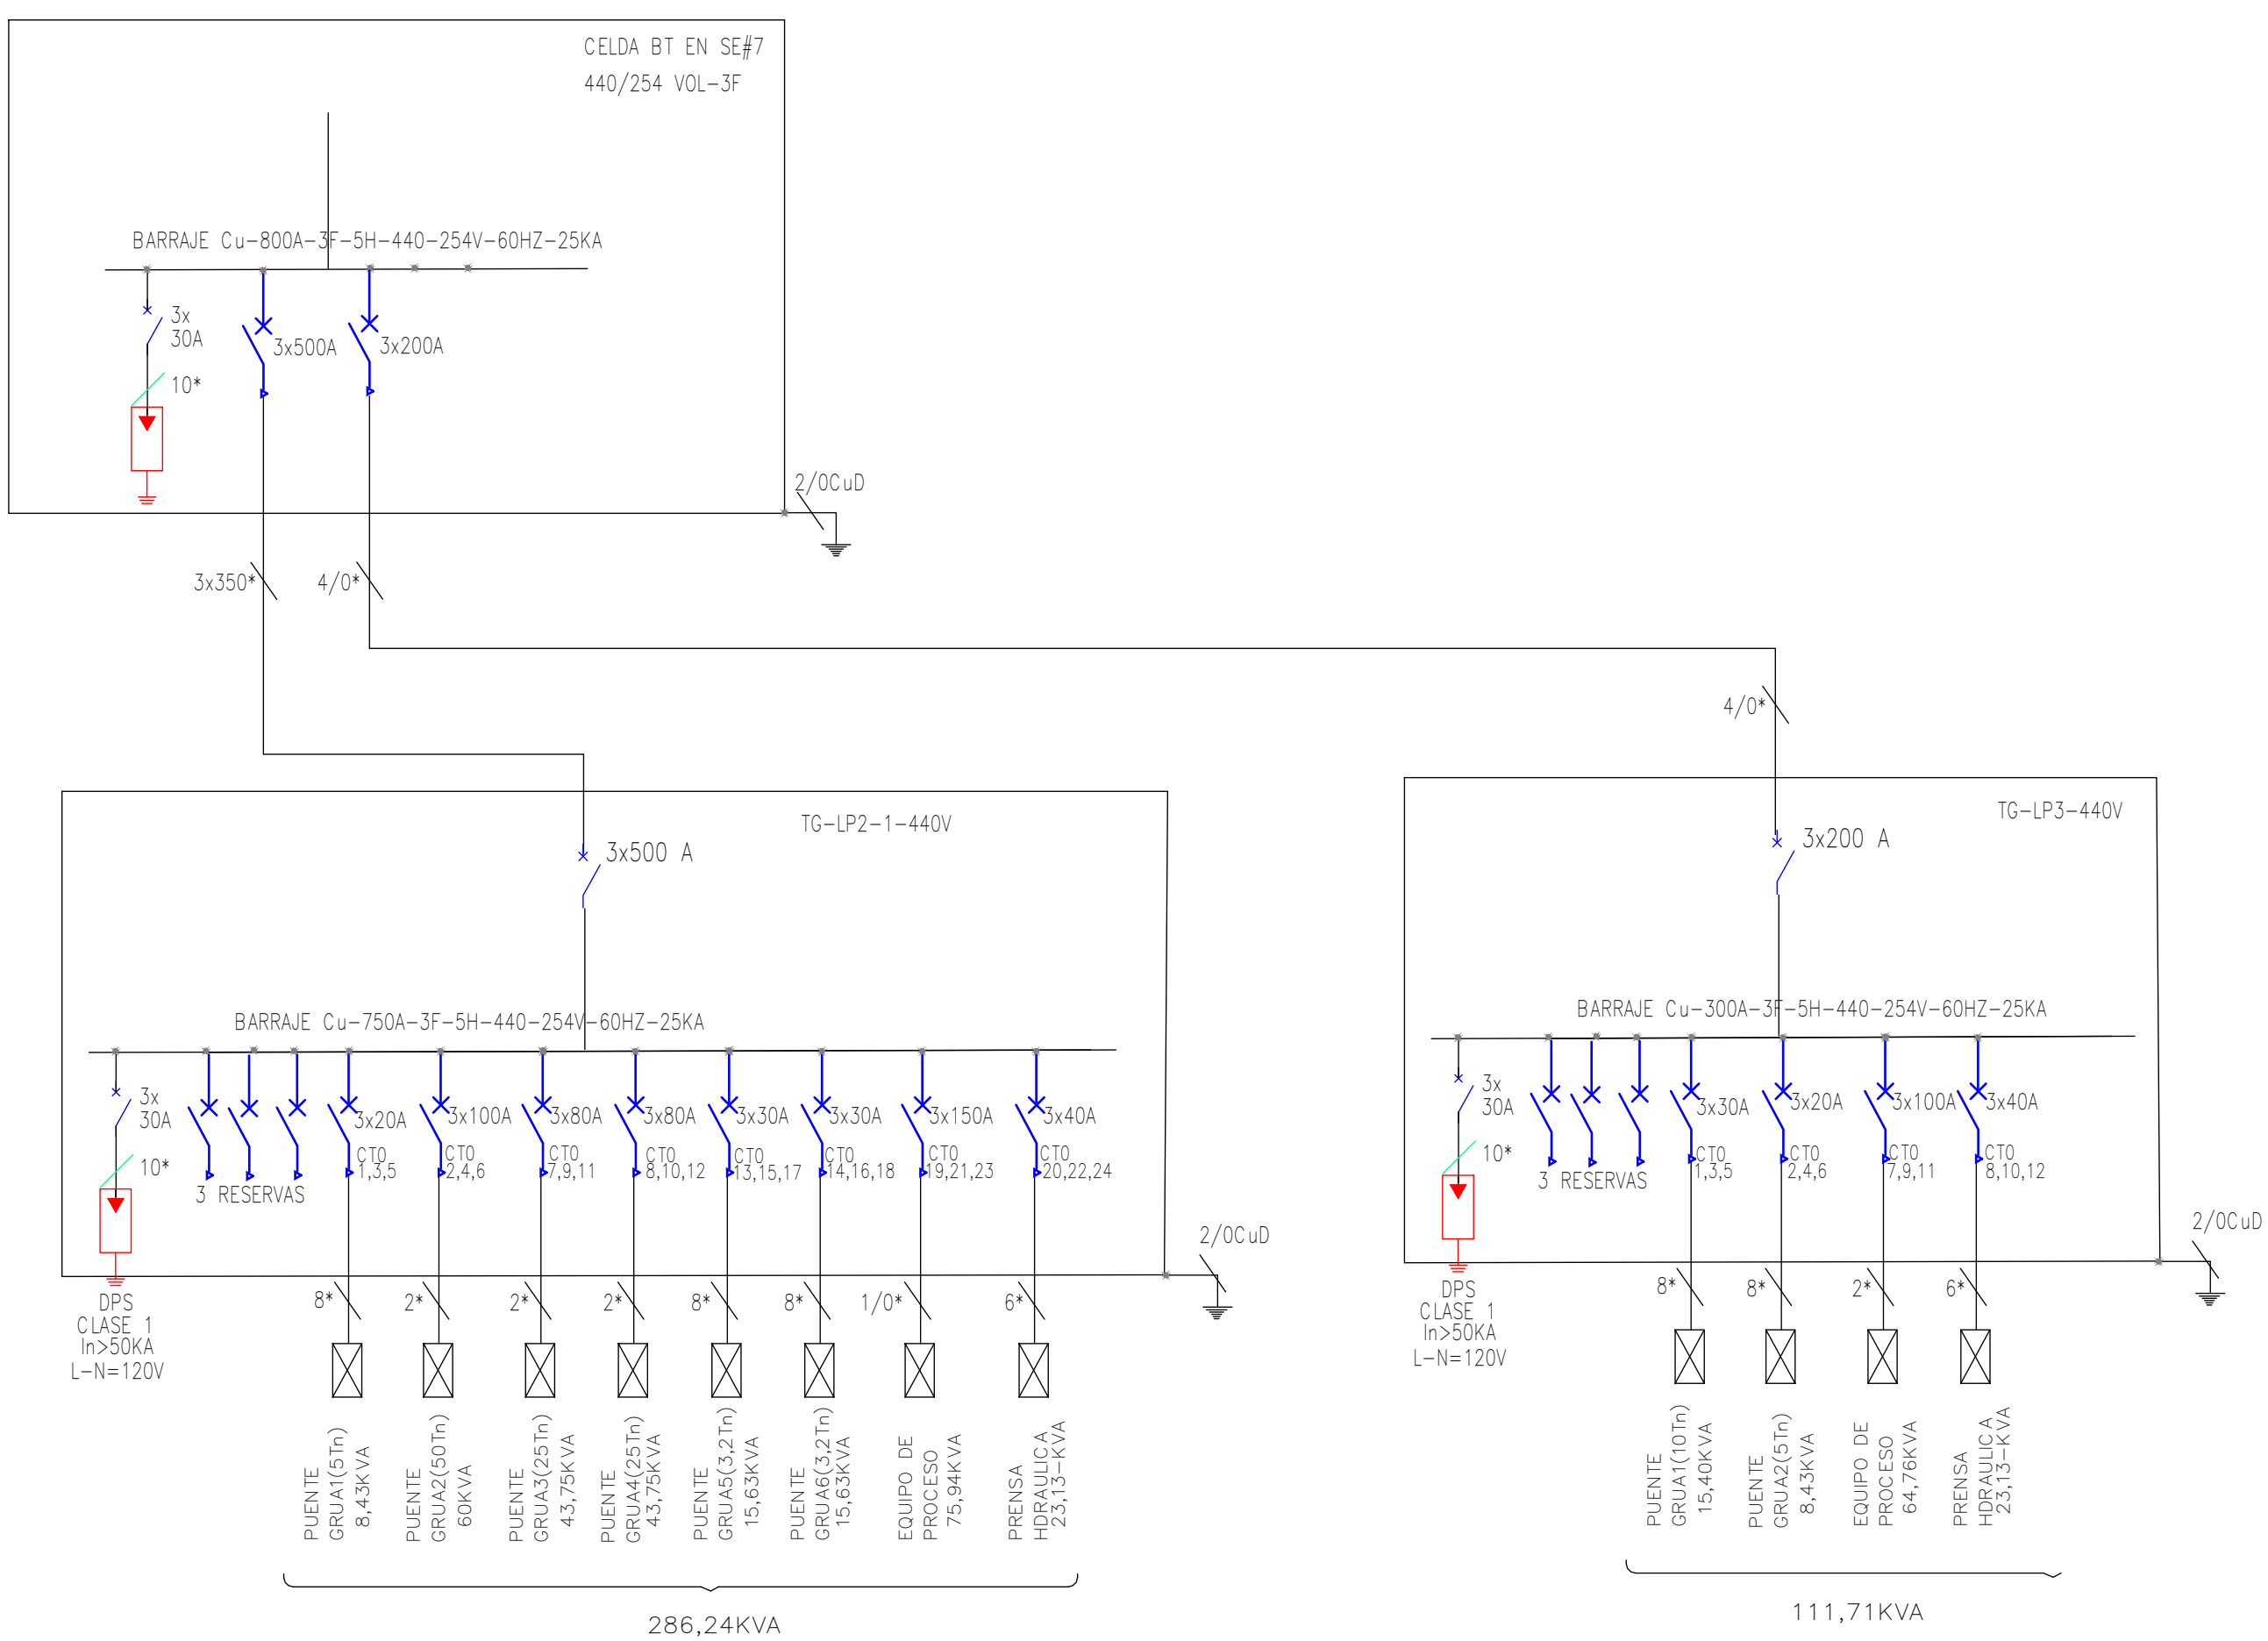 CELDA BT EN SE#7
440/254 VOL-3F
BARRAJE Cu-800A-3F-5H-440-254V-60HZ-25KA
3x
30A
3x500A
3x200A
10*
2/0CuD
3x350*
4/0*
4/0*
TG-LP2-1-440V
3x500 A
BARRAJE Cu-750A-3F-5H-440-254V-60HZ-25KA
3x
30A
10*
3 RESERVAS
3x20A
CTO
1,3,5
3x100A
CTO
2,4,6
3x80A
CTO
7,9,11
3x80A
CTO
8,10,12
3x30A
CTO
13,15,17
3x30A
CTO
14,16,18
3x150A
CTO
19,21,23
3x40A
CTO
20,22,24
2/0CuD
DPS
CLASE 1
In>50KA
L-N=120V
8*
2*
2*
2*
8*
8*
1/0*
6*
PUENTE
GRUA1(5Tn)
8,43KVA
PUENTE
GRUA2(50Tn)
60KVA
PUENTE
GRUA3(25Tn)
43,75KVA
PUENTE
GRUA4(25Tn)
43,75KVA
PUENTE
GRUA5(3,2Tn)
15,63KVA
PUENTE
GRUA6(3,2Tn)
15,63KVA
EQUIPO DE
PROCESO
75,94KVA
PRENSA
HDRAULICA
23,13-KVA
286,24KVA
TG-LP3-440V
3x200 A
BARRAJE Cu-300A-3F-5H-440-254V-60HZ-25KA
3x
30A
10*
3 RESERVAS
3x30A
CTO
1,3,5
3x20A
CTO
2,4,6
3x100A
CTO
7,9,11
3x40A
CTO
8,10,12
2/0CuD
DPS
CLASE 1
In>50KA
L-N=120V
8*
8*
2*
6*
PUENTE
GRUA1(10Tn)
15,40KVA
PUENTE
GRUA2(5Tn)
8,43KVA
EQUIPO DE
PROCESO
64,76KVA
PRENSA
HDRAULICA
23,13-KVA
111,71KVA